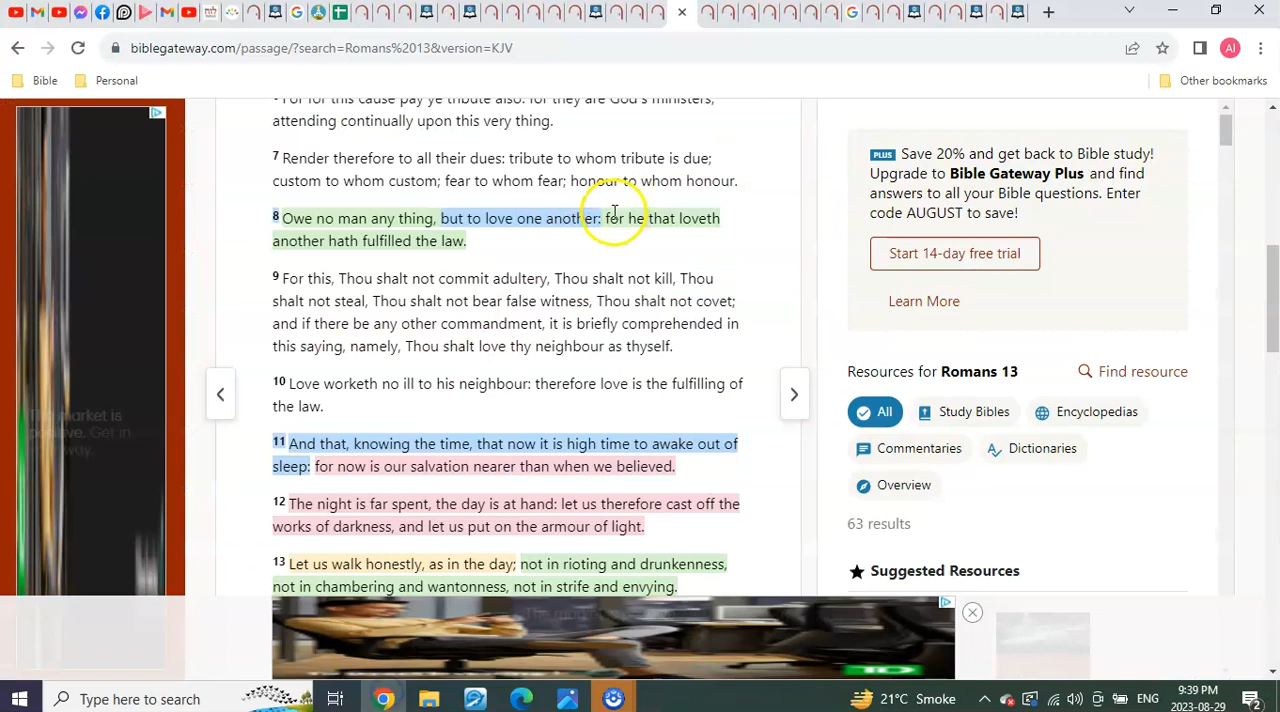 biblegateway.com/passage/?search=Romans%2013&version=KJV
AI
Bible
Personal
Other bookmarks
For for this cause pay ye tribute also: for they are God's ministers,
attending continually upon this very thing.
7 Render therefore to all their dues: tribute to whom tribute is due;
custom to whom custom; fear to whom fear; honour to whom honour.
8 Owe no man any thing, but to love one another: for he that loveth
another hath fulfilled the law.
9 For this, Thou shalt not commit adultery, Thou shalt not kill, Thou
shalt not steal, Thou shalt not bear false witness, Thou shalt not covet;
and if there be any other commandment, it is briefly comprehended in
this saying, namely, Thou shalt love thy neighbour as thyself.
10 Love worketh no ill to his neighbour: therefore love is the fulfilling of
the law.
11 And that, knowing the time, that now it is high time to awake out of
sleep: for now is our salvation nearer than when we believed.
12 The night is far spent, the day is at hand: let us therefore cast off the
works of darkness, and let us put on the armour of light.
13 Let us walk honestly, as in the day; not in rioting and drunkenness,
not in chambering and wantonness, not in strife and envying.
PLUS Save 20% and get back to Bible study!
Upgrade to Bible Gateway Plus and find
answers to all your Bible questions. Enter
code AUGUST to save!
Start 14-day free trial
Learn More
Resources for Romans 13
Find resource
All
Study Bibles
Encyclopedias
Commentaries
Dictionaries
Overview
63 results
Suggested Resources
Type here to search
21°C Smoke
ENG
9:39 PM
2023-08-29
2